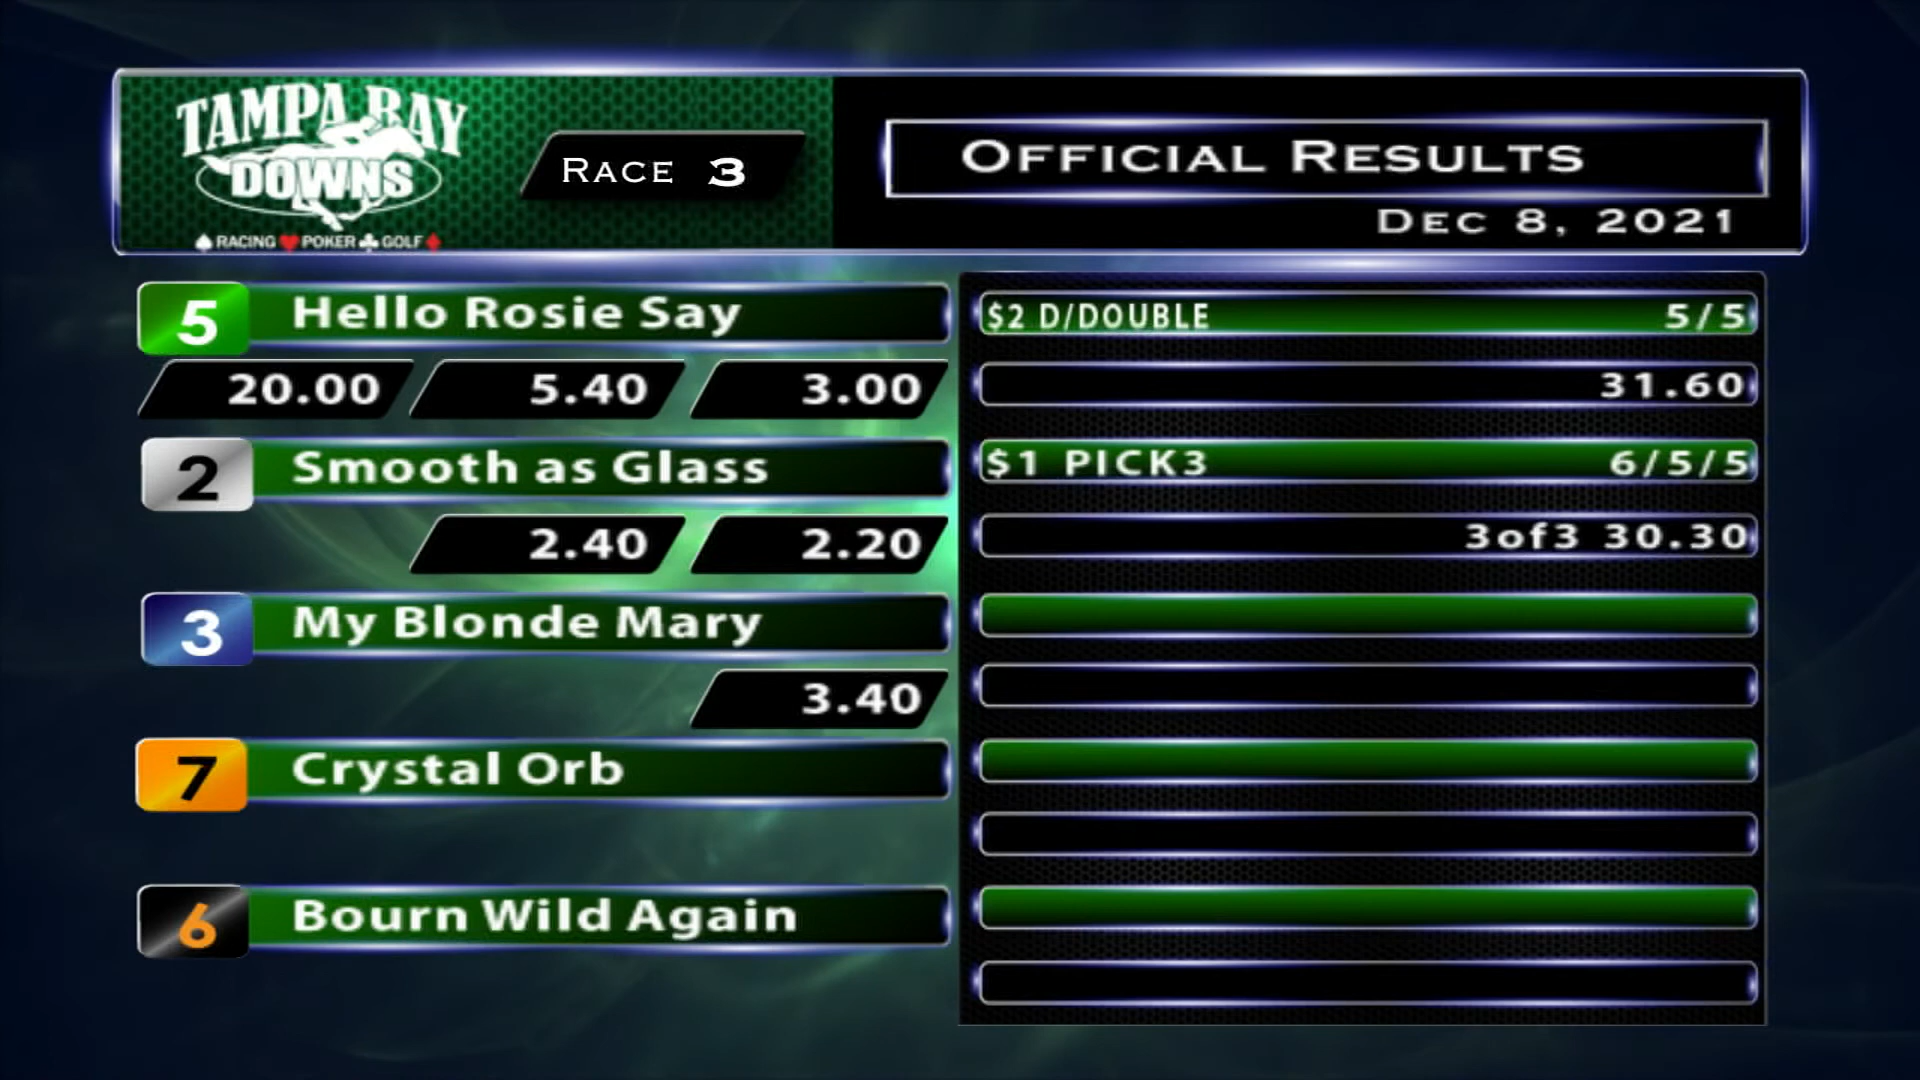 TAMPA BAY
DOWNS
RACING POKER GOLF
RACE 3
OFFICIAL RESULTS
DEC 8, 2021
5 Hello Rosie Say
20.00 5.40 3.00
2 Smooth as Glass
2.40 2.20
3 My Blonde Mary
3.40
7 Crystal Orb
6 Bourn Wild Again
$2 D/DOUBLE 5/5
31.60
$1 PICK3 6/5/5
3of3 30.30